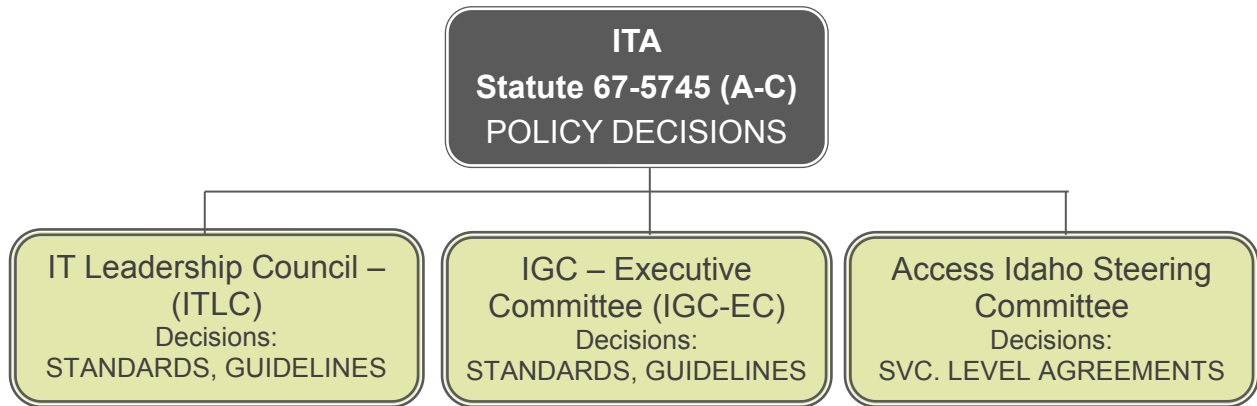 ITA
Statute 67-5745 (A-C)
POLICY DECISIONS
IT Leadership Council –
(ITLC)
Decisions:
STANDARDS, GUIDELINES
IGC – Executive
Committee (IGC-EC)
Decisions:
STANDARDS, GUIDELINES
Access Idaho Steering
Committee
Decisions:
SVC. LEVEL AGREEMENTS